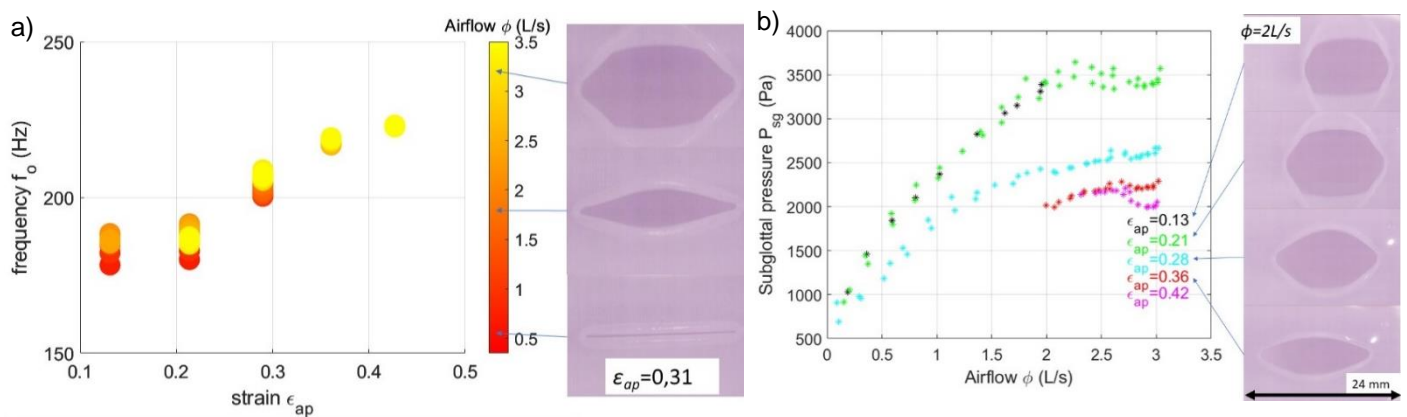 a)
Airflow ϕ (L/s)
250
200
150
frequency f_o (Hz)
0.1 0.2 0.3 0.4 0.5
strain ϵ_ap
3.5
3
2.5
2
1.5
1
0.5
ε_ap=0,31
b)
4000
3500
3000
2500
2000
1500
1000
500
Subglottal pressure P_sg (Pa)
0 0.5 1 1.5 2 2.5 3 3.5
Airflow ϕ (L/s)
ϵ_ap=0.13
ϵ_ap=0.21
ϵ_ap=0.28
ϵ_ap=0.36
ϵ_ap=0.42
ϕ=2L/s
24 mm